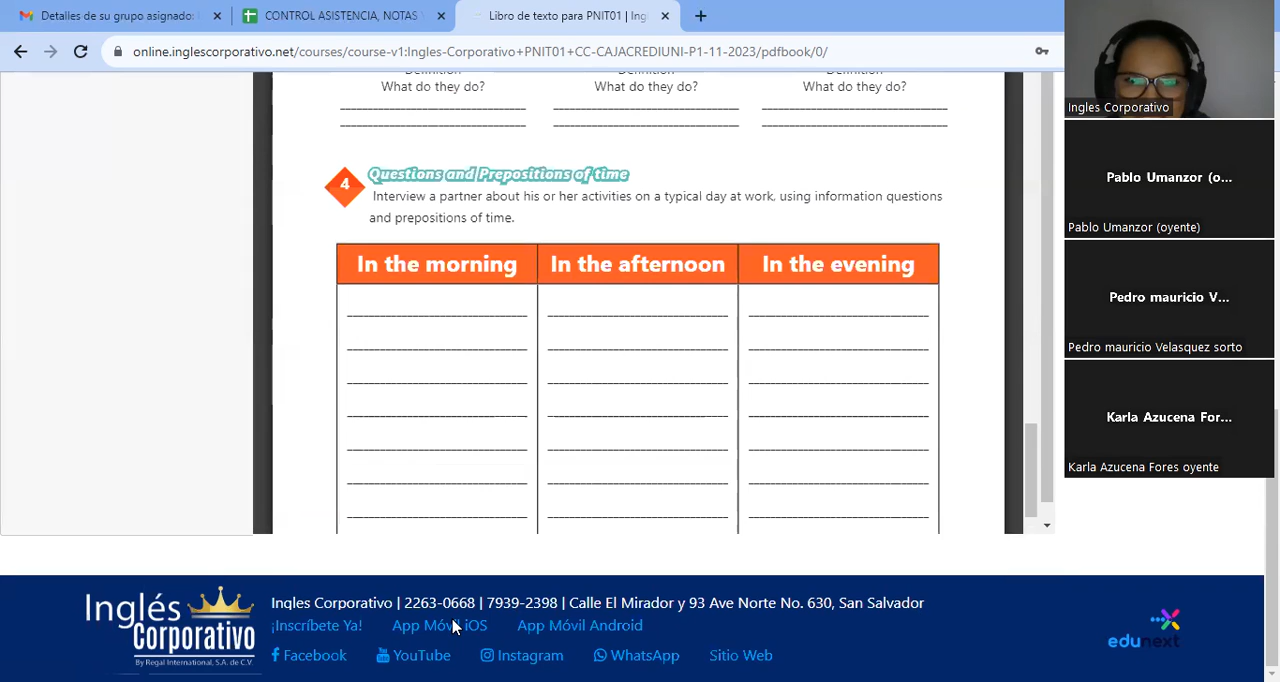 Detalles de su grupo asignado:
CONTROL ASISTENCIA, NOTAS
Libro de texto para PNIT01 | Ing
online.inglescorporativo.net/courses/course-v1:Ingles-Corporativo+PNIT01+CC-CAJACREDIUNI-P1-11-2023/pdfbook/0/
Definition Definition Definition
What do they do? What do they do? What do they do?
4 Questions and Prepositions of time
Interview a partner about his or her activities on a typical day at work, using information questions
and prepositions of time.
In the morning In the afternoon In the evening
Ingles Corporativo
Pablo Umanzor (o...
Pablo Umanzor (oyente)
Pedro mauricio V...
Pedro mauricio Velasquez sorto
Karla Azucena For...
Karla Azucena Fores oyente
Inglés
Corporativo
By Regal International, S.A. de C.V.
Ingles Corporativo | 2263-0668 | 7939-2398 | Calle El Mirador y 93 Ave Norte No. 630, San Salvador
¡Inscríbete Ya! App Móvil iOS App Móvil Android
Facebook YouTube Instagram WhatsApp Sitio Web
edunext